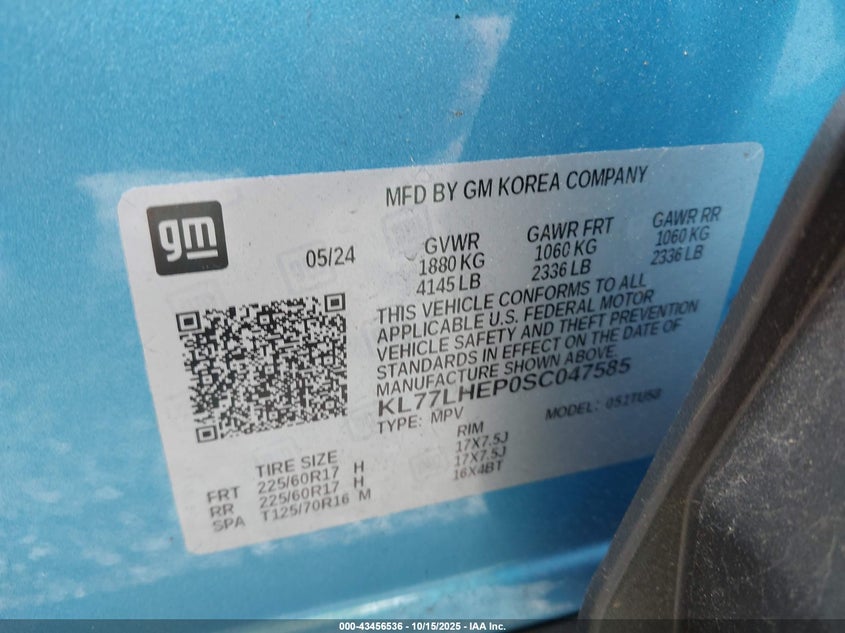 MFD BY GM KOREA COMPANY
gm
05/24
GVWR
1880 KG
4145 LB
GAWR FRT
1060 KG
2336 LB
GAWR RR
1060 KG
2336 LB
THIS VEHICLE CONFORMS TO ALL
APPLICABLE U.S. FEDERAL MOTOR
VEHICLE SAFETY AND THEFT PREVENTION
STANDARDS IN EFFECT ON THE DATE OF
MANUFACTURE SHOWN ABOVE.
KL77LHEP0SC047585
TYPE: MPV
MODEL: 0S1TU58
TIRE SIZE RIM
FRT 225/60R17 H 17X7.5J
RR 225/60R17 H 17X7.5J
SPA T125/70R16 M 16X4BT
000-43456536 - 10/15/2025 - IAA Inc.